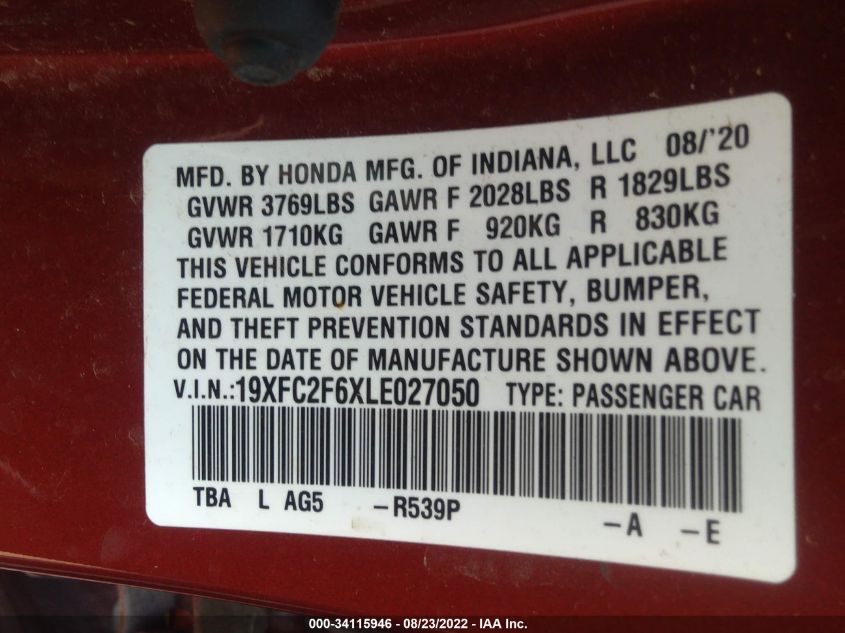 MFD. BY HONDA MFG. OF INDIANA, LLC 08/'20
GVWR 3769LBS GAWR F 2028LBS R 1829LBS
GVWR 1710KG GAWR F 920KG R 830KG
THIS VEHICLE CONFORMS TO ALL APPLICABLE
FEDERAL MOTOR VEHICLE SAFETY, BUMPER,
AND THEFT PREVENTION STANDARDS IN EFFECT
ON THE DATE OF MANUFACTURE SHOWN ABOVE.
V.I.N.:19XFC2F6XLE027050 TYPE: PASSENGER CAR
TBA L AG5 –R539P –A –E
000-34115946 - 08/23/2022 - IAA Inc.